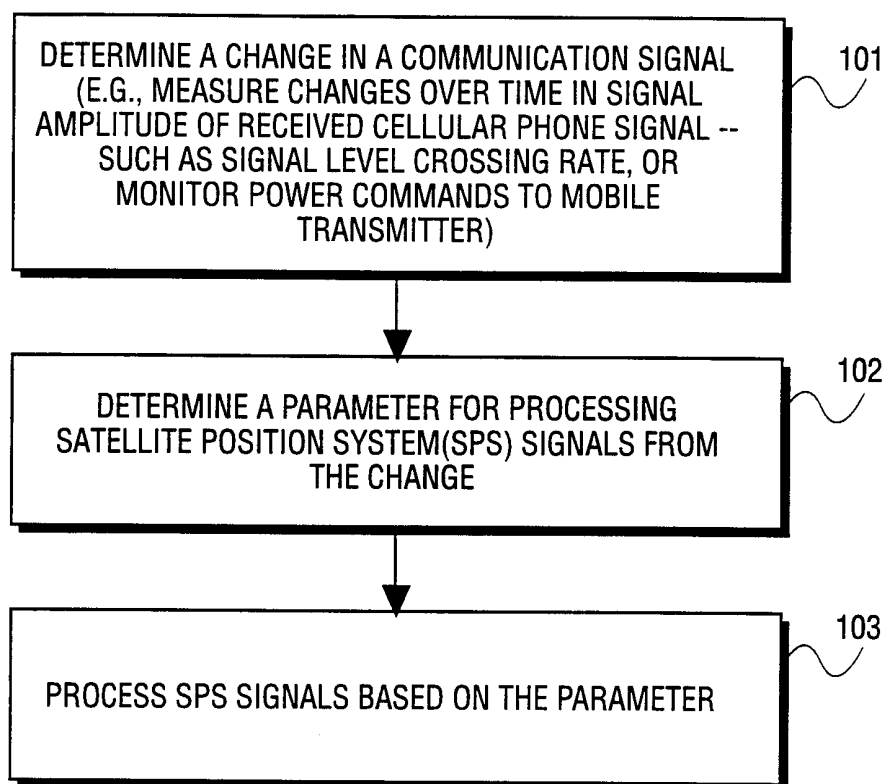 DETERMINE A CHANGE IN A COMMUNICATION SIGNAL
(E.G., MEASURE CHANGES OVER TIME IN SIGNAL
AMPLITUDE OF RECEIVED CELLULAR PHONE SIGNAL --
SUCH AS SIGNAL LEVEL CROSSING RATE, OR
MONITOR POWER COMMANDS TO MOBILE
TRANSMITTER)
101
DETERMINE A PARAMETER FOR PROCESSING
SATELLITE POSITION SYSTEM(SPS) SIGNALS FROM
THE CHANGE
102
PROCESS SPS SIGNALS BASED ON THE PARAMETER
103